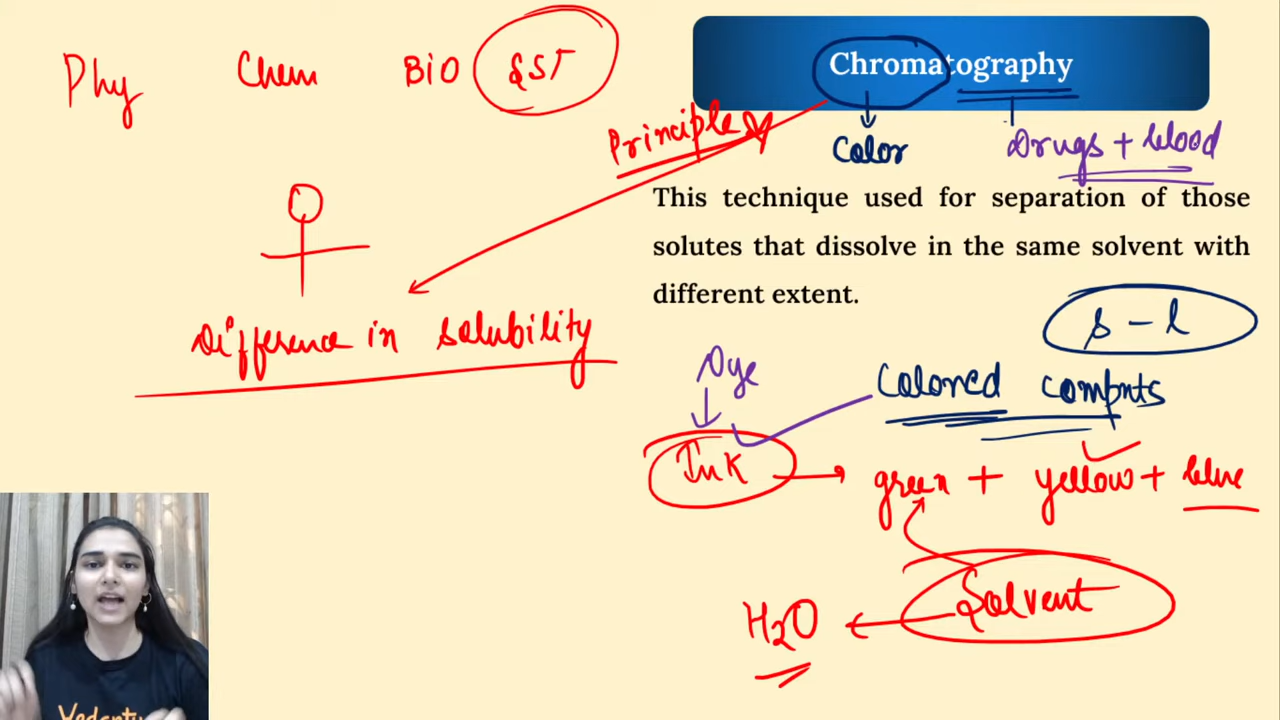 Phy Chem BiO SST
Chromatography
Principle
Color
Drugs + blood
This technique used for separation of those
solutes that dissolve in the same solvent with
different extent.
s - l
Difference in solubility
Dye
Colored compnts
Ink → green + yellow + blue
Solvent
H₂O
Vedantu